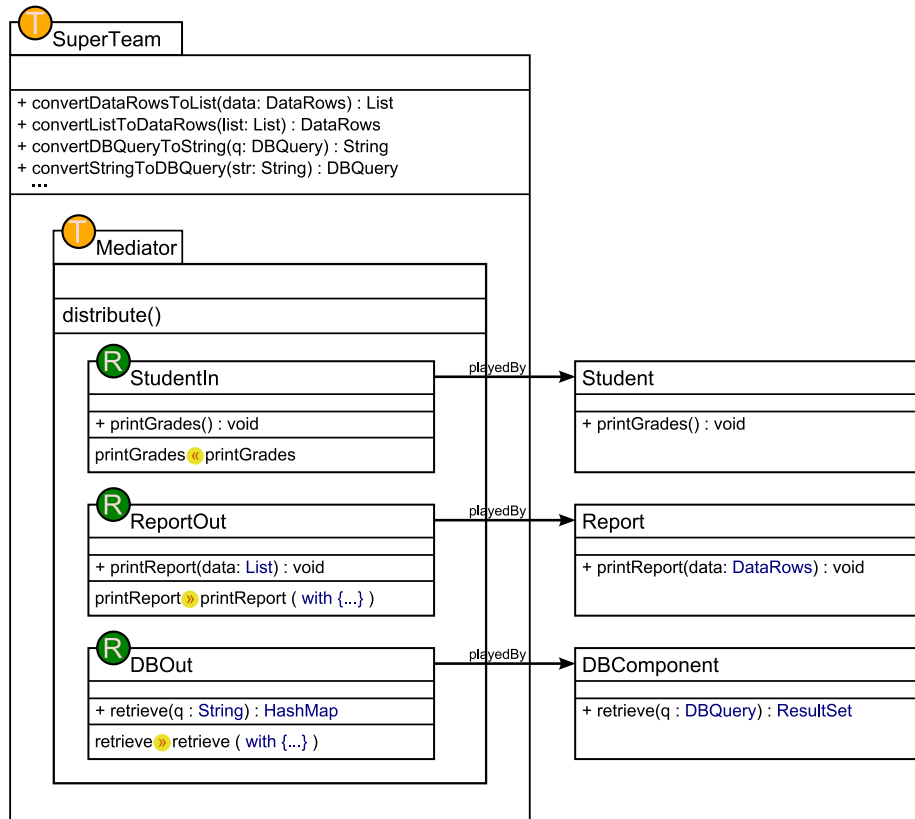 T
SuperTeam
+ convertDataRowsToList(data: DataRows) : List
+ convertListToDataRows(list: List) : DataRows
+ convertDBQueryToString(q: DBQuery) : String
+ convertStringToDBQuery(str: String) : DBQuery
...
T
Mediator
distribute()
R
StudentIn
playedBy
Student
+ printGrades() : void
+ printGrades() : void
printGrades « printGrades
R
ReportOut
playedBy
Report
+ printReport(data: List) : void
+ printReport(data: DataRows) : void
printReport » printReport ( with {...} )
R
DBOut
playedBy
DBComponent
+ retrieve(q : String) : HashMap
+ retrieve(q : DBQuery) : ResultSet
retrieve » retrieve ( with {...} )